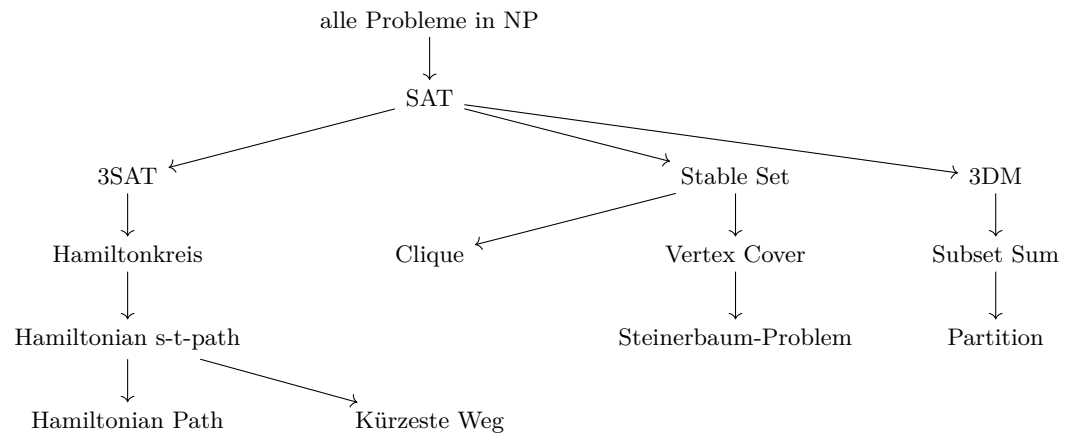 alle Probleme in NP
SAT
3SAT
Stable Set
3DM
Hamiltonkreis
Clique
Vertex Cover
Subset Sum
Hamiltonian s-t-path
Steinerbaum-Problem
Partition
Hamiltonian Path
Kürzeste Weg